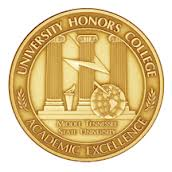 UNIVERSITY HONORS COLLEGE
MIDDLE TENNESSEE
STATE UNIVERSITY
ACADEMIC EXCELLENCE